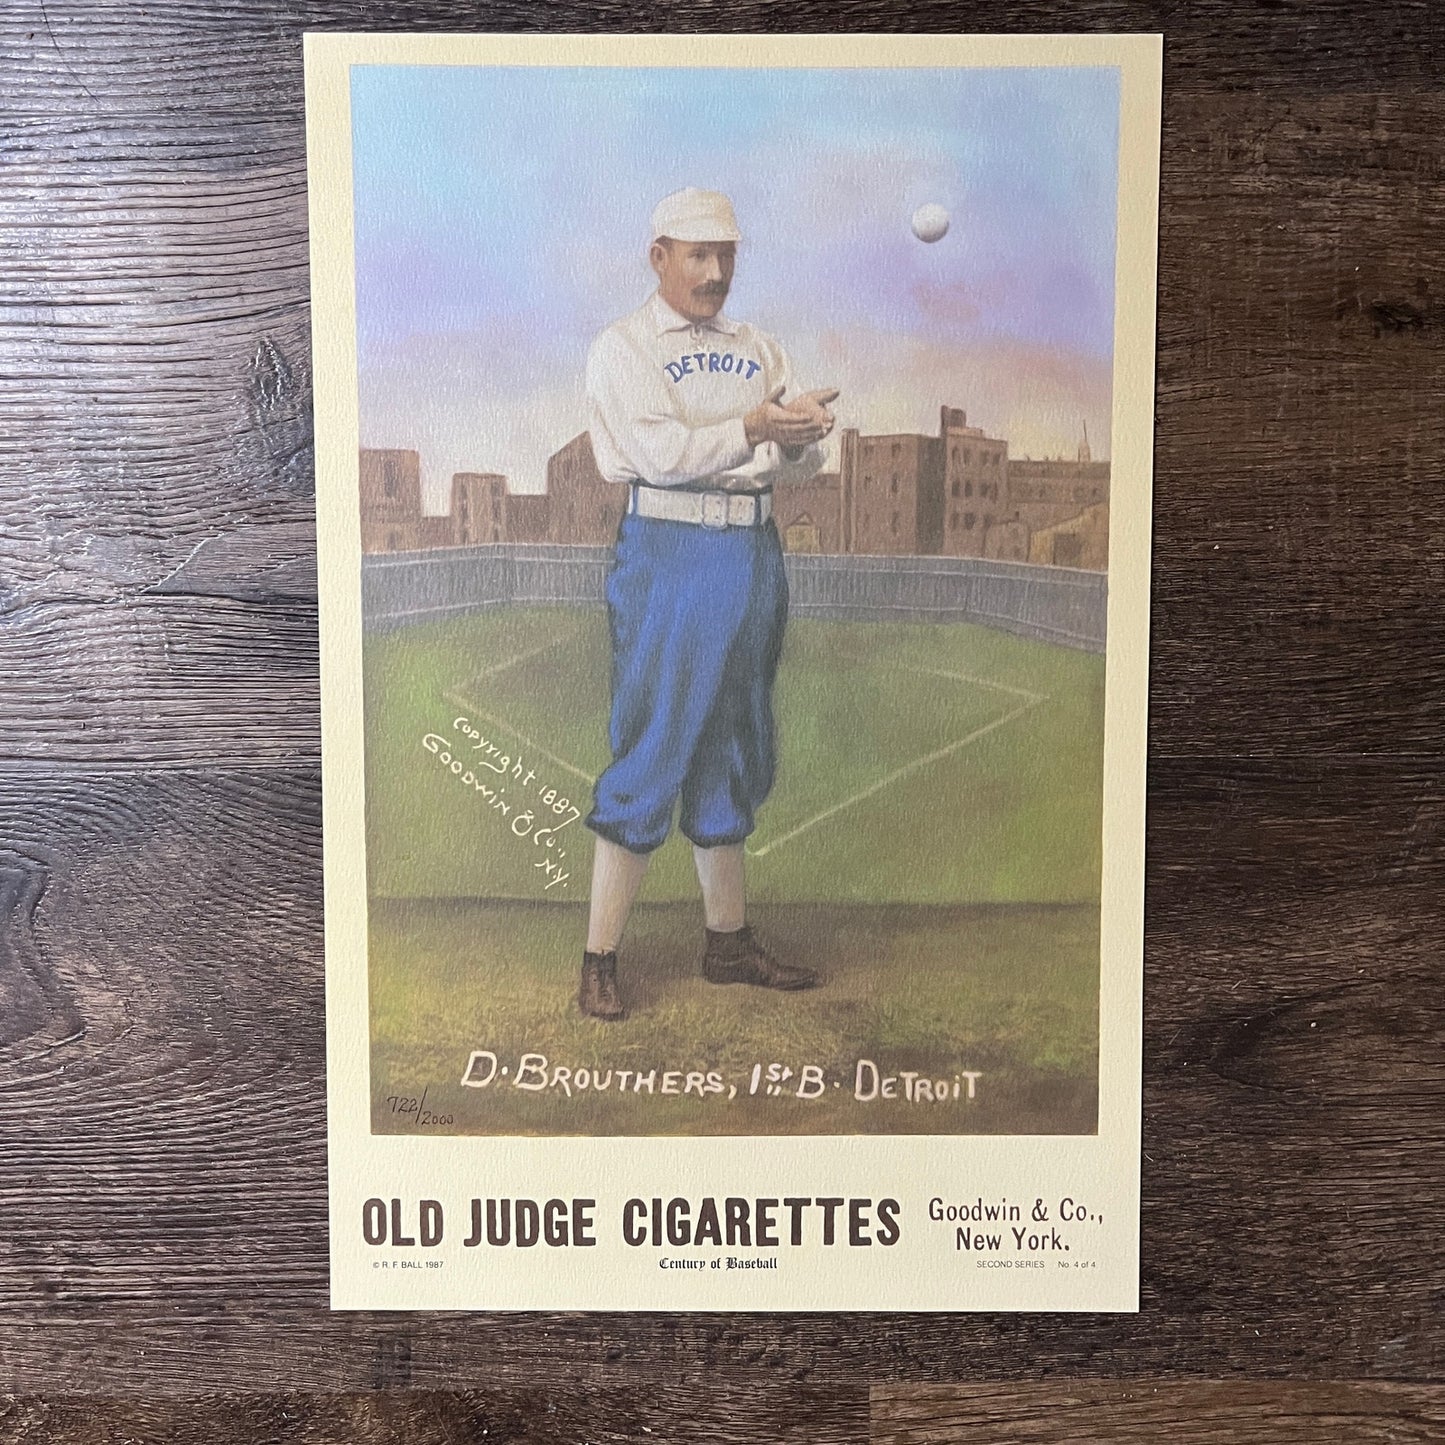 DETROIT
Copyright 1887
GOODWIN & Co.,
N.Y.
D. BROUTHERS, 1st B. DETROIT
722/2000
OLD JUDGE CIGARETTES
Goodwin & Co.,
New York.
© R. F. BALL 1987
Century of Baseball
SECOND SERIES No. 4 of 4